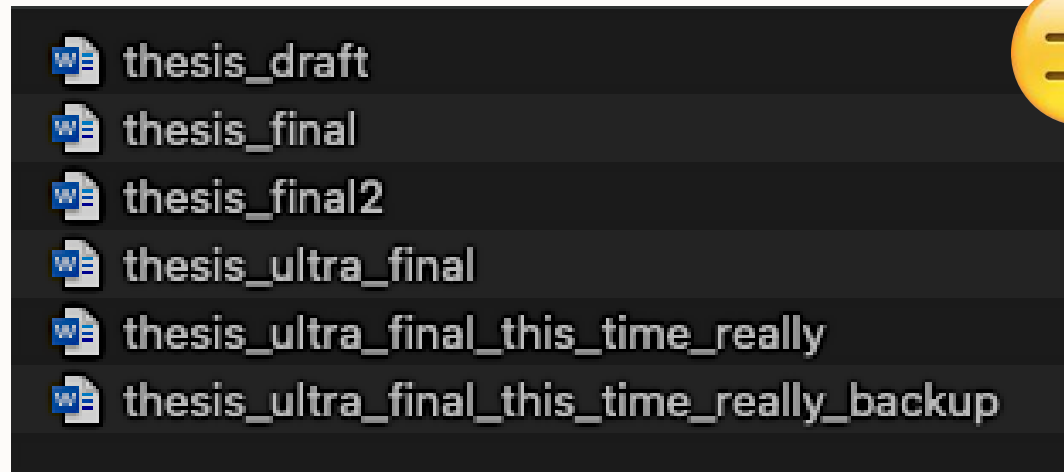 thesis_draft
thesis_final
thesis_final2
thesis_ultra_final
thesis_ultra_final_this_time_really
thesis_ultra_final_this_time_really_backup